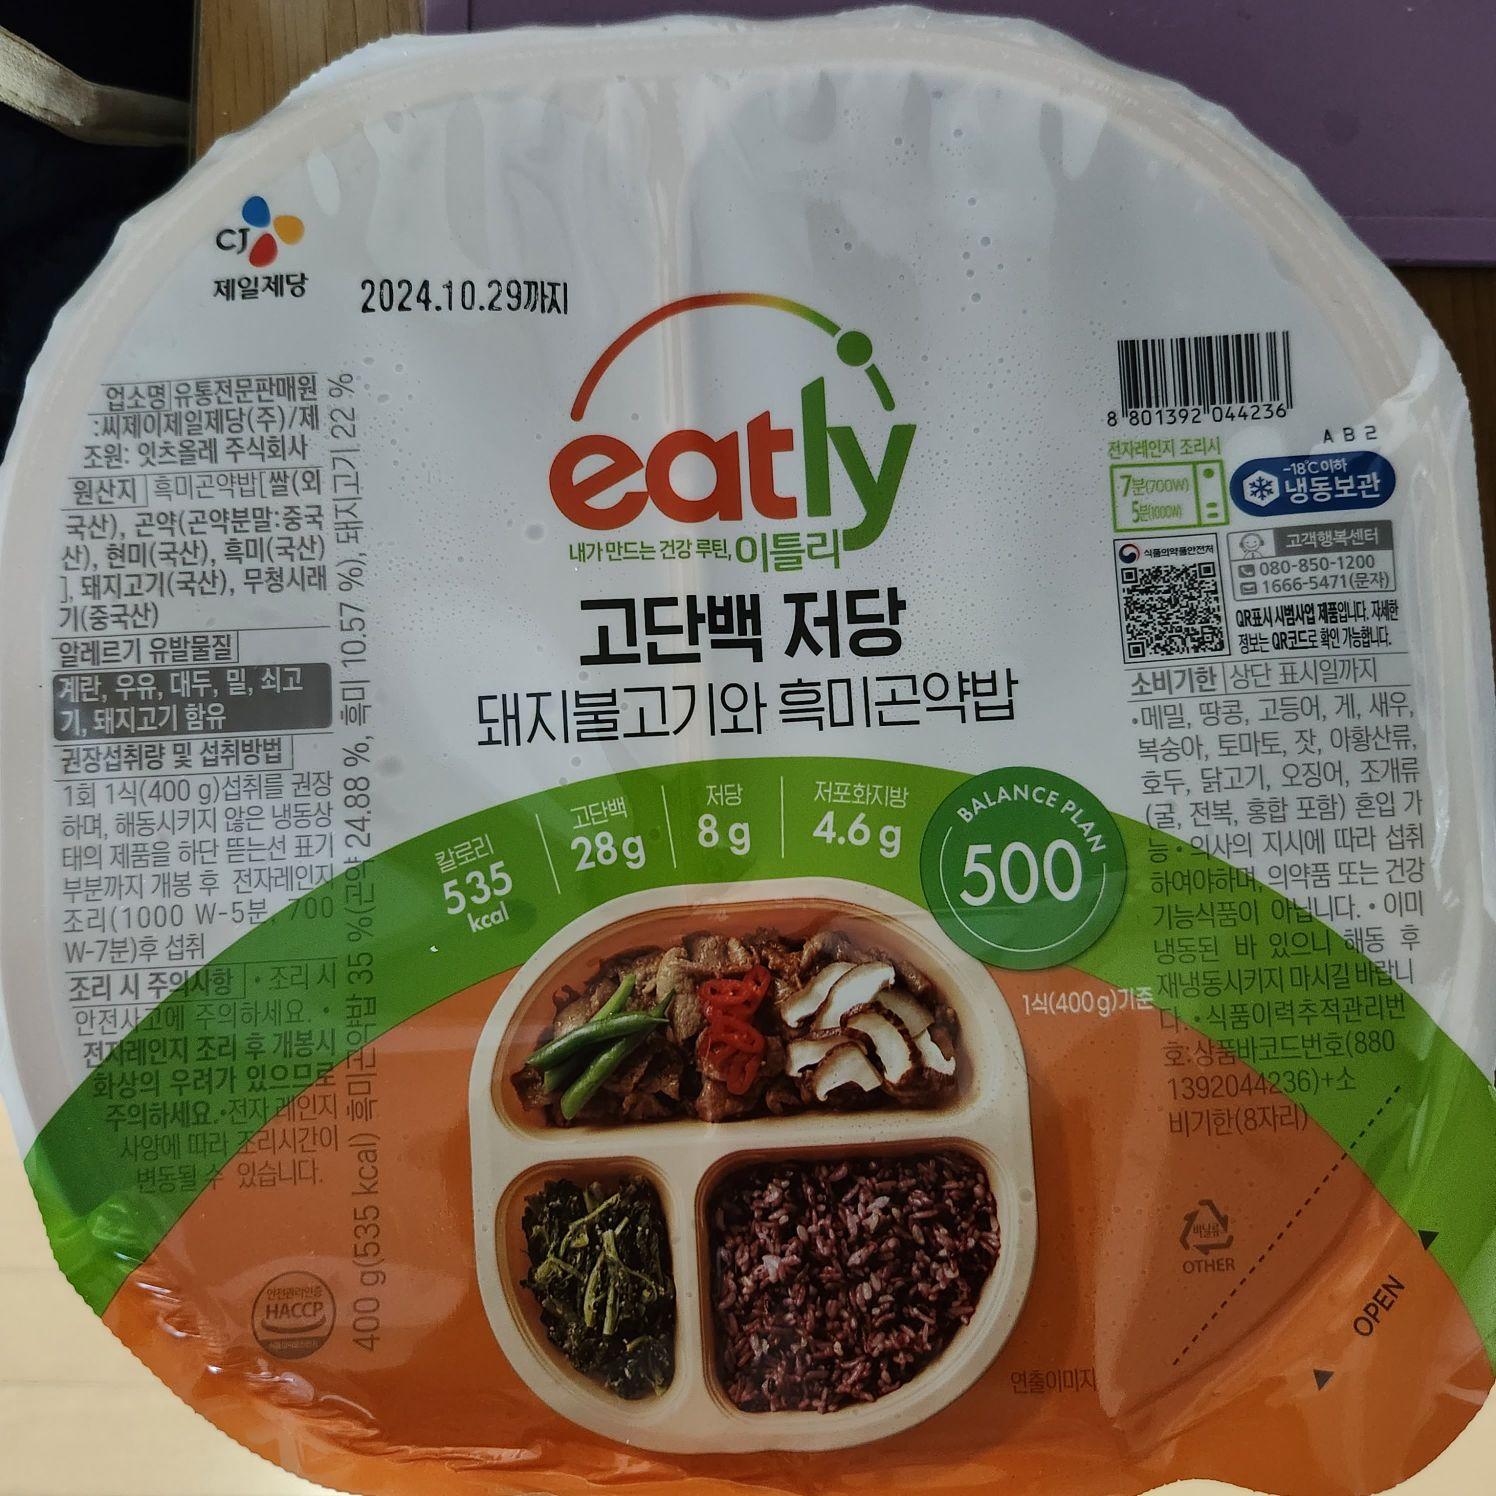 CJ
제일제당
2024.10.29까지
eatly
내가 만드는 건강 루틴, 이틀리
고단백 저당
돼지불고기와 흑미곤약밥
칼로리
535
kcal
고단백
28g
저당
8g
저포화지방
4.6g
BALANCE PLAN
500
1식(400g)기준
업소명 유통전문판매원
:씨제이제일제당(주)/제
조원: 잇츠올레 주식회사
원산지 흑미곤약밥[쌀(외
국산), 곤약(곤약분말:중국
산), 현미(국산), 흑미(국산)
], 돼지고기(국산), 무청시래
기(중국산)
알레르기 유발물질
계란, 우유, 대두, 밀, 쇠고
기, 돼지고기 함유
권장섭취량 및 섭취방법
1회 1식(400 g)섭취를 권장
하며, 해동시키지 않은 냉동상
태의 제품을 하단 뜯는선 표기
부분까지 개봉 후 전자레인지
조리(1000 W-5분, 700
W-7분)후 섭취
조리 시 주의사항 • 조리 시
안전사고에 주의하세요. •
전자레인지 조리 후 개봉시
화상의 우려가 있으므로
주의하세요.•전자 레인지
사양에 따라 조리시간이
변동될 수 있습니다.
400 g(535 kcal) 흑미곤약밥 35 %(곤약 24.88 %, 흑미 10.57 %), 돼지고기 22 %
안전관리인증
HACCP
8 801392 044236
전자레인지 조리시
7분(700W)
5분(1000W)
A B 2
-18℃ 이하
냉동보관
식품의약품안전처
고객행복센터
080-850-1200
1666-5471(문자)
QR표시 시범사업 제품입니다. 자세한
정보는 QR코드로 확인 가능합니다.
소비기한 상단 표시일까지
•메밀, 땅콩, 고등어, 게, 새우,
복숭아, 토마토, 잣, 아황산류,
호두, 닭고기, 오징어, 조개류
(굴, 전복, 홍합 포함) 혼입 가
능 • 의사의 지시에 따라 섭취
하여야하며, 의약품 또는 건강
기능식품이 아닙니다. • 이미
냉동된 바 있으니 해동 후
재냉동시키지 마시길 바랍니
다. • 식품이력추적관리번
호:상품바코드번호(880
1392044236)+소
비기한(8자리)
비닐류
OTHER
OPEN
연출이미지